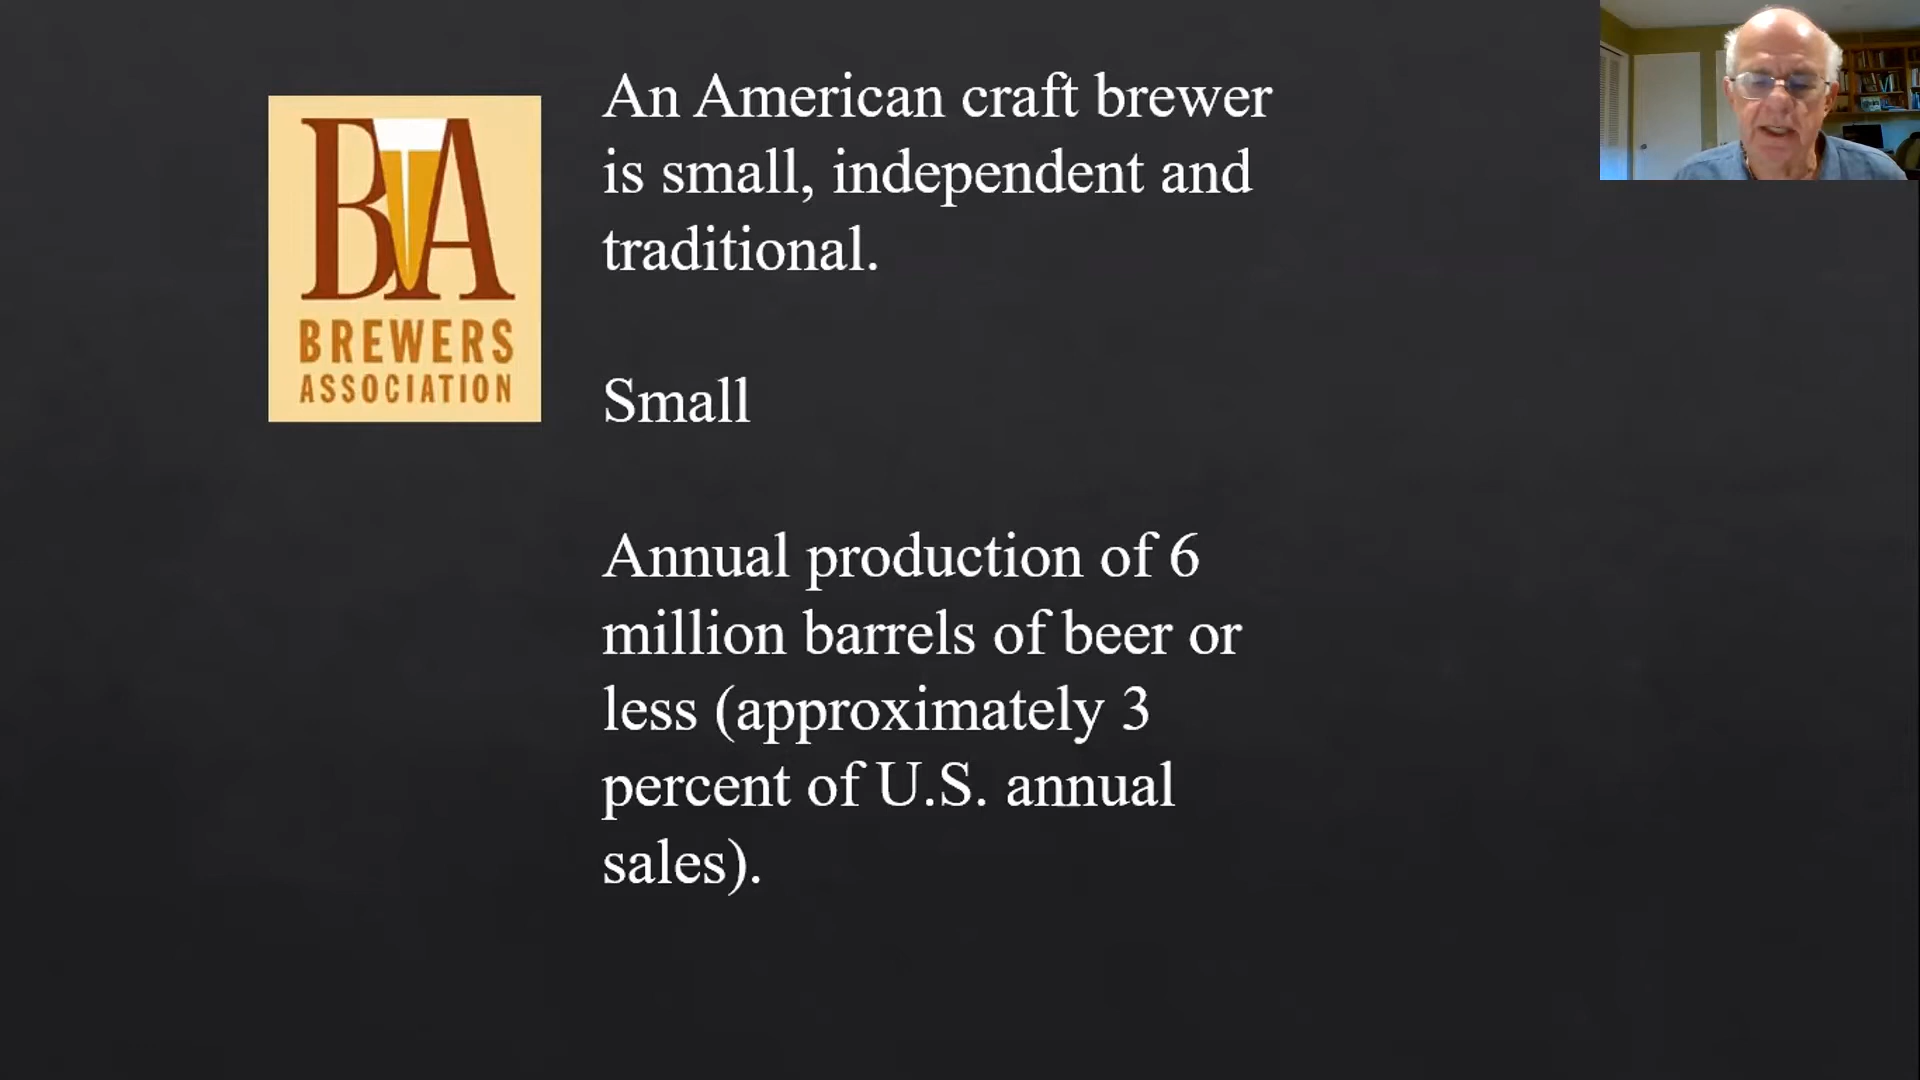 BA
BREWERS
ASSOCIATION
An American craft brewer
is small, independent and
traditional.
Small
Annual production of 6
million barrels of beer or
less (approximately 3
percent of U.S. annual
sales).